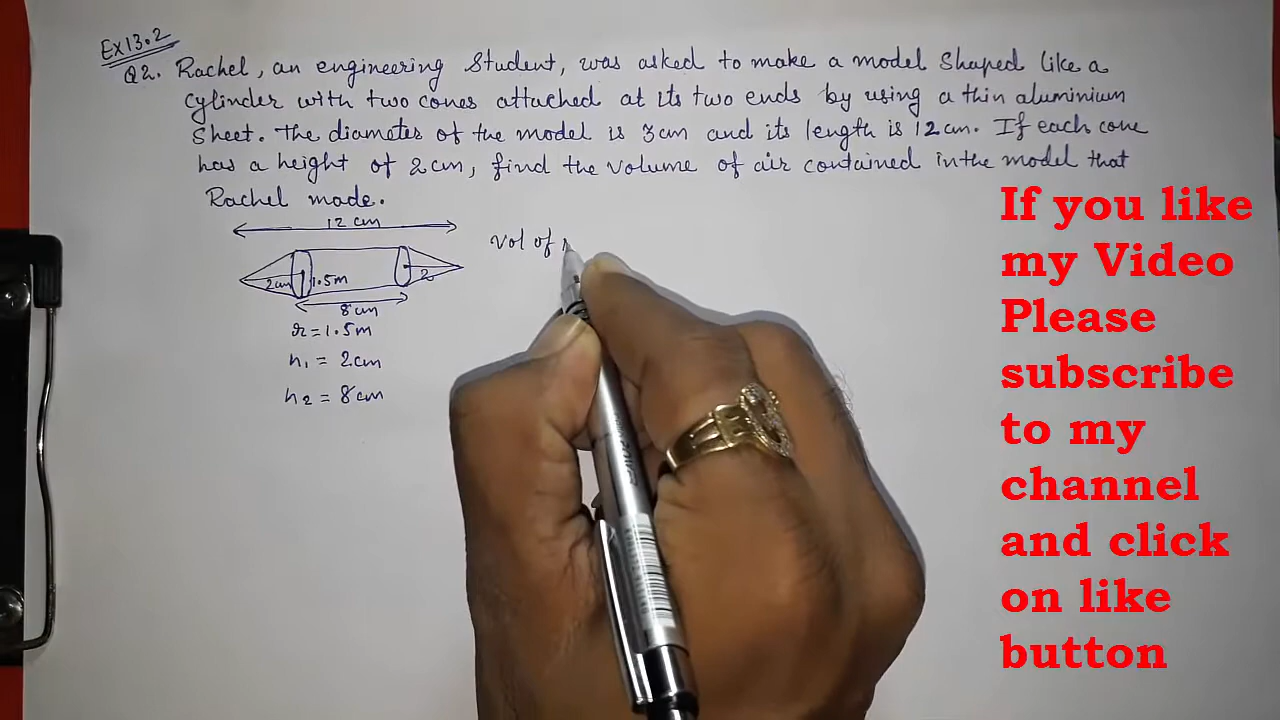 Ex13.2
Q2. Rachel, an engineering Student, was asked to make a model Shaped like a
cylinder with two cones attached at its two ends by using a thin aluminium
Sheet. The diameter of the model is 3cm and its length is 12cm. If each cone
has a height of 2cm, find the volume of air contained in the model that
Rachel made.
12 cm
2cm 1.5m 2
8cm
r=1.5m
h1 = 2cm
h2 = 8cm
Vol of
If you like
my Video
Please
subscribe
to my
channel
and click
on like
button